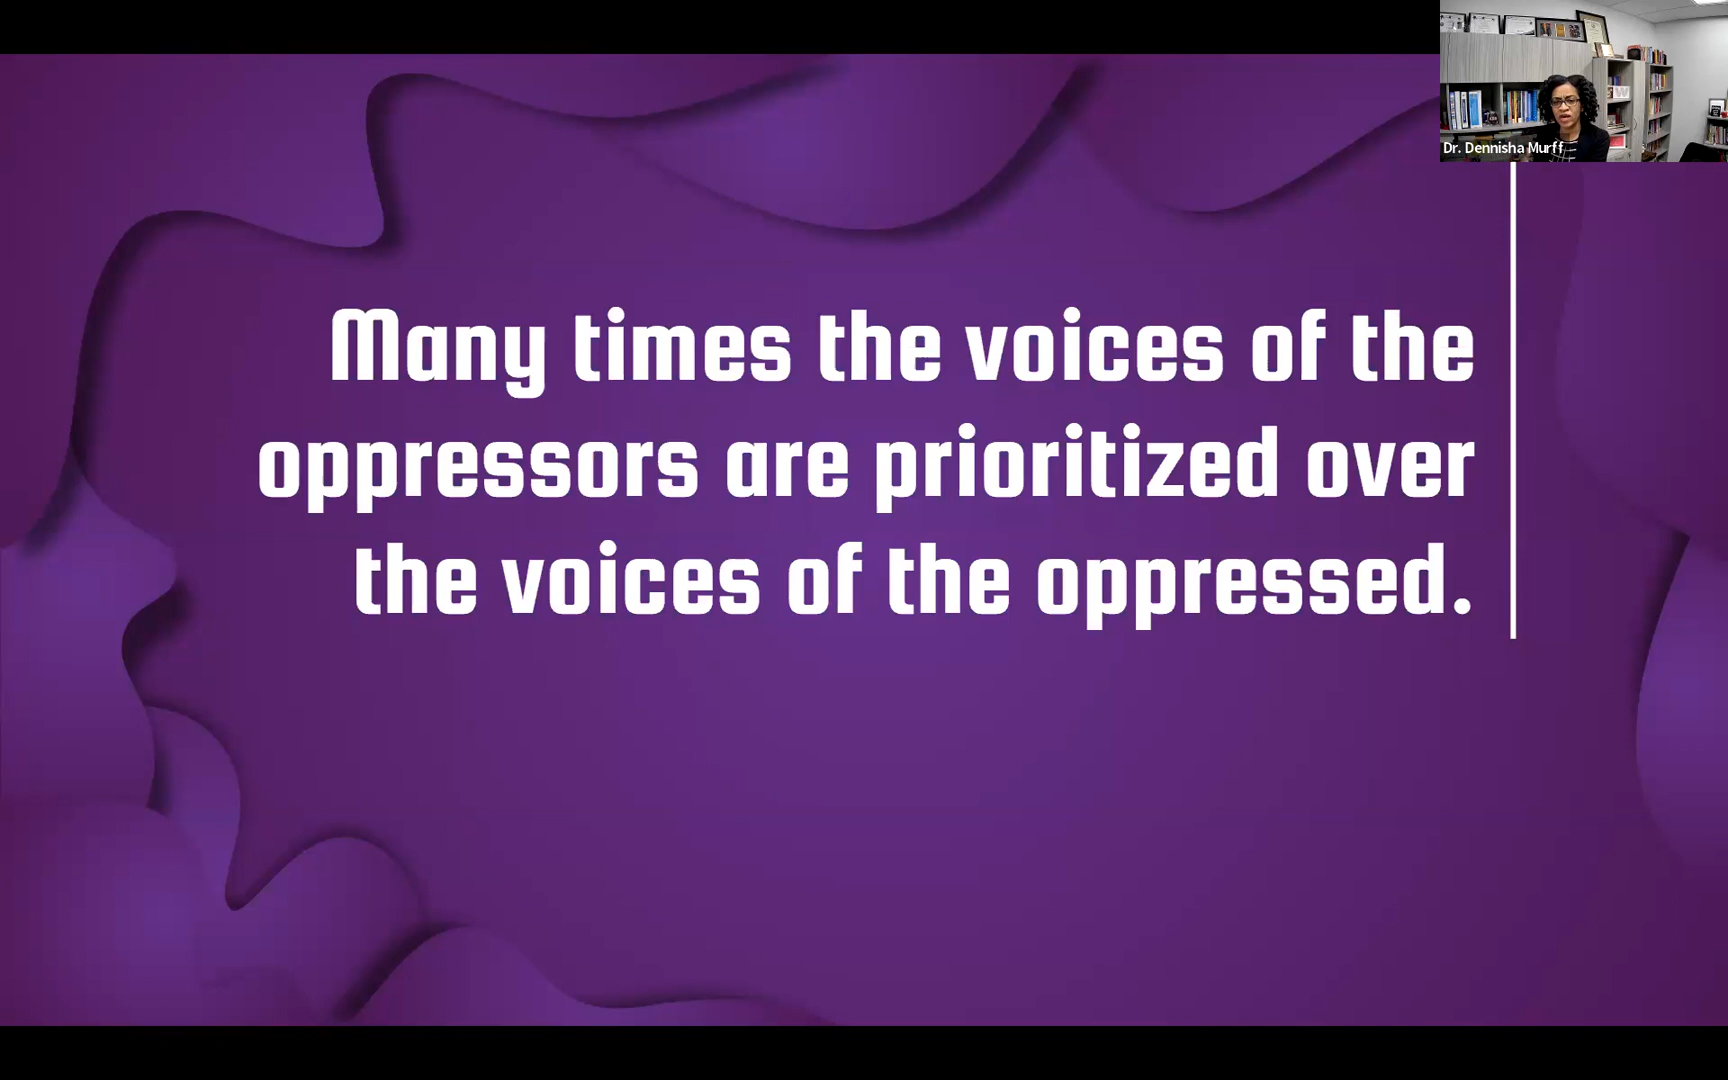 Many times the voices of the
oppressors are prioritized over
the voices of the oppressed.
Dr. Dennisha Murff